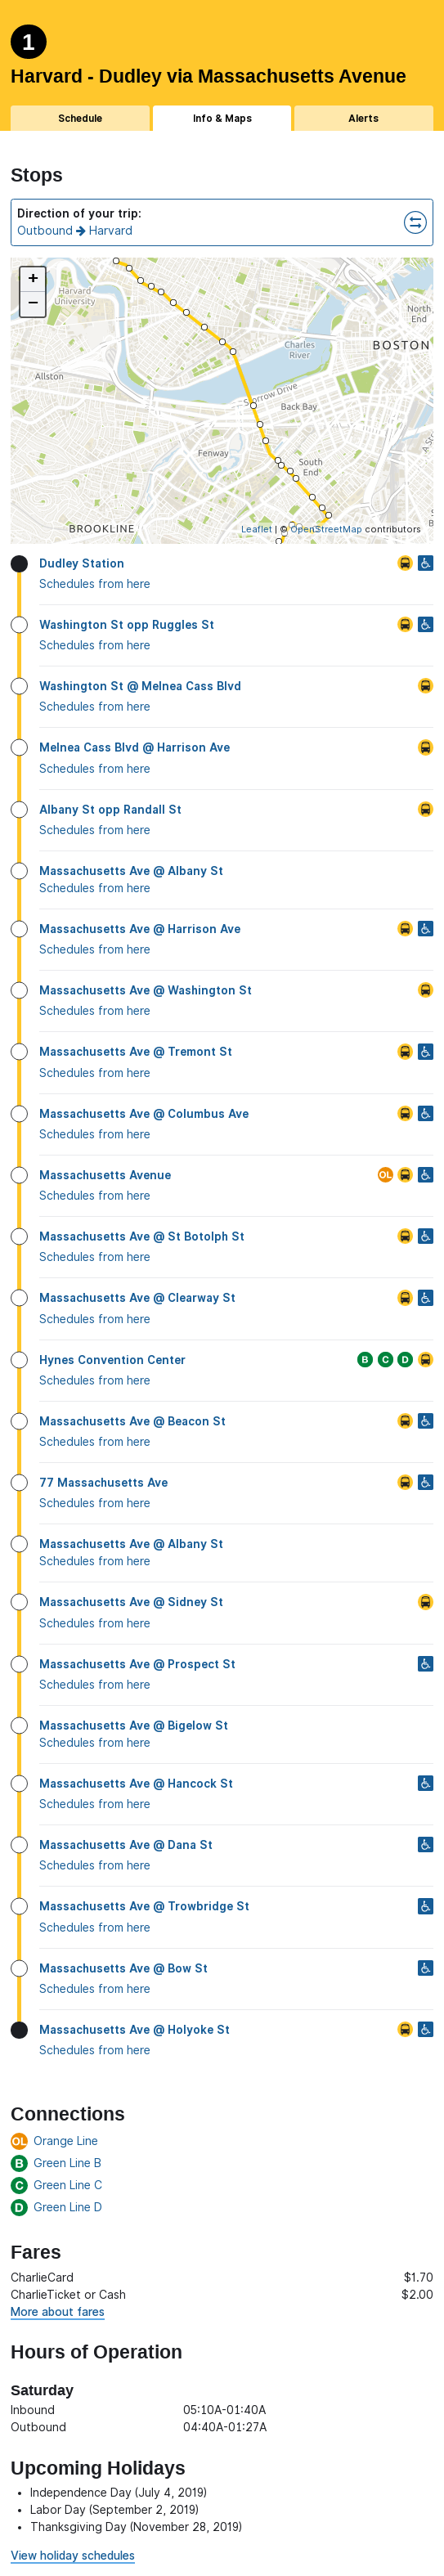 1
Harvard - Dudley via Massachusetts Avenue
Schedule
Info & Maps
Alerts
Stops
Direction of your trip:
Outbound → Harvard
+
−
Harvard
University
North
End
BOSTON
Charles
River
Allston
Storrow Drive
Back Bay
Fenway
South
End
BROOKLINE
Leaflet | © OpenStreetMap contributors
Dudley Station
Schedules from here
Washington St opp Ruggles St
Schedules from here
Washington St @ Melnea Cass Blvd
Schedules from here
Melnea Cass Blvd @ Harrison Ave
Schedules from here
Albany St opp Randall St
Schedules from here
Massachusetts Ave @ Albany St
Schedules from here
Massachusetts Ave @ Harrison Ave
Schedules from here
Massachusetts Ave @ Washington St
Schedules from here
Massachusetts Ave @ Tremont St
Schedules from here
Massachusetts Ave @ Columbus Ave
Schedules from here
Massachusetts Avenue OL
Schedules from here
Massachusetts Ave @ St Botolph St
Schedules from here
Massachusetts Ave @ Clearway St
Schedules from here
Hynes Convention Center B C D
Schedules from here
Massachusetts Ave @ Beacon St
Schedules from here
77 Massachusetts Ave
Schedules from here
Massachusetts Ave @ Albany St
Schedules from here
Massachusetts Ave @ Sidney St
Schedules from here
Massachusetts Ave @ Prospect St
Schedules from here
Massachusetts Ave @ Bigelow St
Schedules from here
Massachusetts Ave @ Hancock St
Schedules from here
Massachusetts Ave @ Dana St
Schedules from here
Massachusetts Ave @ Trowbridge St
Schedules from here
Massachusetts Ave @ Bow St
Schedules from here
Massachusetts Ave @ Holyoke St
Schedules from here
Connections
OL Orange Line
B Green Line B
C Green Line C
D Green Line D
Fares
CharlieCard $1.70
CharlieTicket or Cash $2.00
More about fares
Hours of Operation
Saturday
Inbound 05:10A-01:40A
Outbound 04:40A-01:27A
Upcoming Holidays
• Independence Day (July 4, 2019)
• Labor Day (September 2, 2019)
• Thanksgiving Day (November 28, 2019)
View holiday schedules